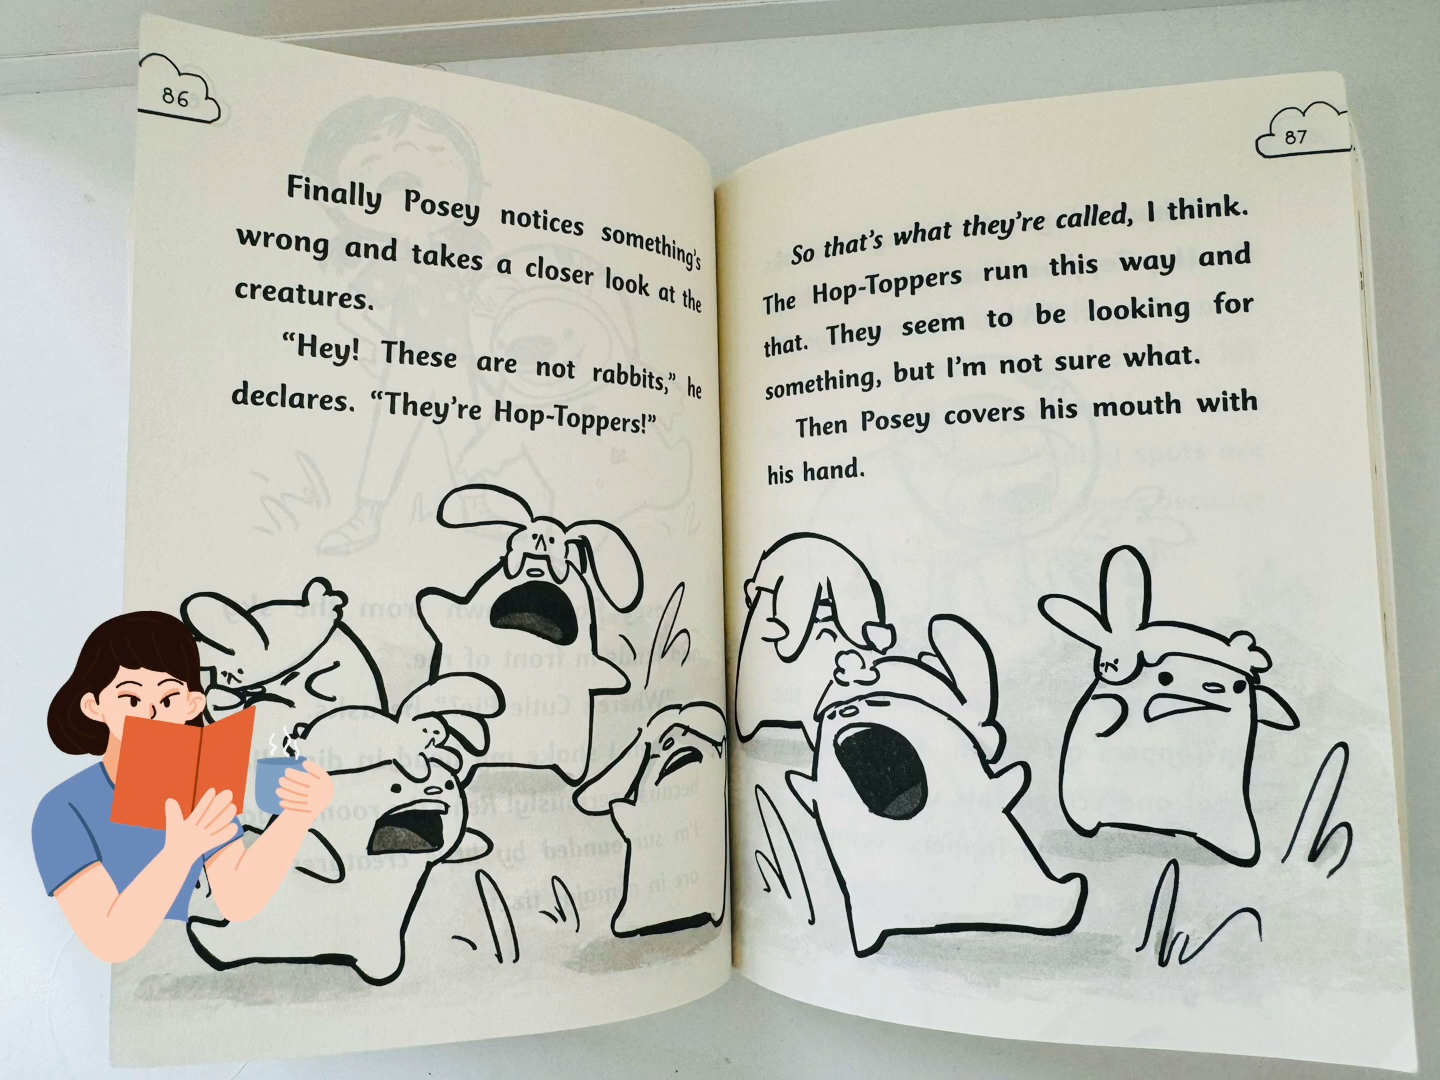 86
Finally Posey notices something's
wrong and takes a closer look at the
creatures.
“Hey! These are not rabbits,” he
declares. “They’re Hop-Toppers!”
87
So that’s what they’re called, I think.
The Hop-Toppers run this way and
that. They seem to be looking for
something, but I’m not sure what.
Then Posey covers his mouth with
his hand.